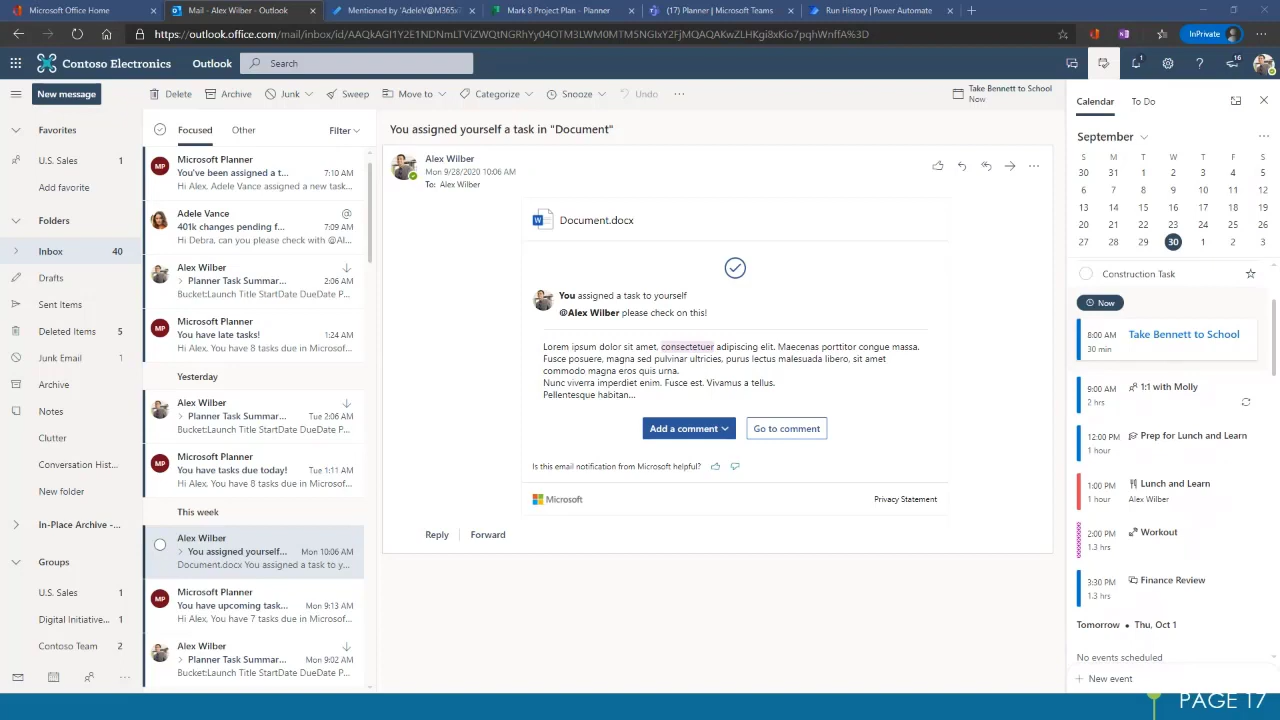 Microsoft Office Home
Mail - Alex Wilber - Outlook
Mentioned by 'AdeleV@M365x
Mark 8 Project Plan - Planner
(17) Planner | Microsoft Teams
Run History | Power Automate
https://outlook.office.com/mail/inbox/id/
InPrivate
Contoso Electronics
Outlook
Search
16
New message
Delete
Archive
Junk
Sweep
Move to
Categorize
Snooze
Undo
Take Bennett to School
Now
Favorites
U.S. Sales 1
Add favorite
Folders
Inbox 40
Drafts
Sent Items
Deleted Items 5
Junk Email 1
Archive
Notes
Clutter
Conversation Hist...
New folder
In-Place Archive -...
Groups
U.S. Sales 1
Digital Initiative... 1
Contoso Team 2
Focused Other Filter
MP
Microsoft Planner
You've been assigned a t... 7:10 AM
Hi Alex, Adele Vance assigned a new task...
Adele Vance @
401k changes pending f... 7:09 AM
Hi Debra, can you please check with @Al...
Alex Wilber
> Planner Task Summar... 2:06 AM
Bucket:Launch Title StartDate DueDate P...
MP
Microsoft Planner
You have late tasks! 1:24 AM
Hi Alex, You have 8 tasks due in Microsof...
Yesterday
Alex Wilber
> Planner Task Summar... Tue 2:06 AM
Bucket:Launch Title StartDate DueDate P...
MP
Microsoft Planner
You have tasks due today! Tue 1:11 AM
Hi Alex, You have 8 tasks due in Microsof...
This week
Alex Wilber
> You assigned yourself... Mon 10:06 AM
Document.docx You assigned a task to y...
MP
Microsoft Planner
You have upcoming task... Mon 9:13 AM
Hi Alex, You have 7 tasks due in Microsof...
Alex Wilber
> Planner Task Summar... Mon 9:02 AM
Bucket:Launch Title StartDate DueDate P...
You assigned yourself a task in "Document"
Alex Wilber
Mon 9/28/2020 10:06 AM
To: Alex Wilber
W
Document.docx
You assigned a task to yourself
@Alex Wilber please check on this!
Lorem ipsum dolor sit amet, consectetuer adipiscing elit. Maecenas porttitor congue massa.
Fusce posuere, magna sed pulvinar ultricies, purus lectus malesuada libero, sit amet
commodo magna eros quis urna.
Nunc viverra imperdiet enim. Fusce est. Vivamus a tellus.
Pellentesque habitan...
Add a comment
Go to comment
Is this email notification from Microsoft helpful?
Microsoft
Privacy Statement
Reply
Forward
Calendar To Do
September
S M T W T F S
30 31 1 2 3 4 5
6 7 8 9 10 11 12
13 14 15 16 17 18 19
20 21 22 23 24 25 26
27 28 29 30 1 2 3
Construction Task
Now
8:00 AM Take Bennett to School
30 min
9:00 AM 1:1 with Molly
2 hrs
12:00 PM Prep for Lunch and Learn
1 hour
1:00 PM Lunch and Learn
1 hour Alex Wilber
2:00 PM Workout
1.3 hrs
3:30 PM Finance Review
1.3 hrs
Tomorrow • Thu, Oct 1
No events scheduled
New event
PAGE 17